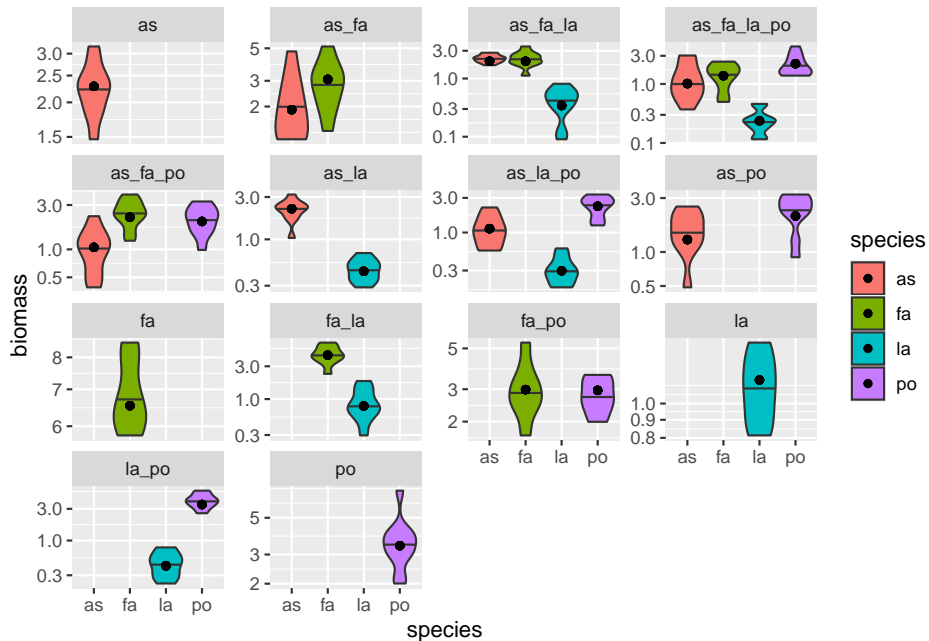 as
as_fa
as_fa_la
as_fa_la_po
3.0
2.5
2.0
1.5
5
3
2
3.0
1.0
0.3
0.1
3.0
1.0
0.3
0.1
as_fa_po
as_la
as_la_po
as_po
3.0
1.0
0.5
3.0
1.0
0.3
3.0
1.0
0.3
3.0
1.0
0.5
fa
fa_la
fa_po
la
8
7
6
3.0
1.0
0.3
5
3
2
1.0
0.9
0.8
as fa la po
as fa la po
la_po
po
3.0
1.0
0.3
5
3
2
as fa la po
as fa la po
species
biomass
species
as
fa
la
po